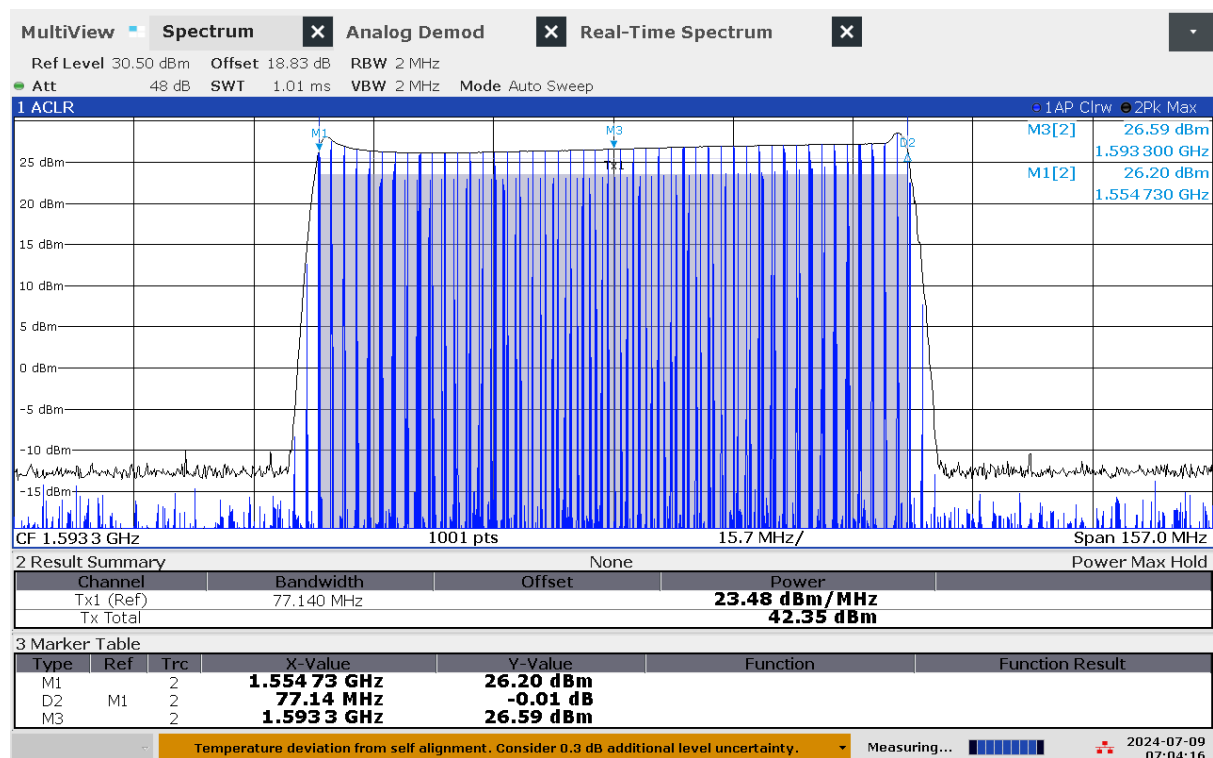 MultiView Spectrum Analog Demod Real-Time Spectrum
Ref Level 30.50 dBm Offset 18.83 dB RBW 2 MHz
Att 48 dB SWT 1.01 ms VBW 2 MHz Mode Auto Sweep
1 ACLR 1AP Clrw 2Pk Max
M1 M3 D2 M3[2] 26.59 dBm
1.593 300 GHz
25 dBm Tx1 M1[2] 26.20 dBm
1.554 730 GHz
20 dBm
15 dBm
10 dBm
5 dBm
0 dBm
-5 dBm
-10 dBm
-15 dBm
CF 1.593 3 GHz 1001 pts 15.7 MHz/ Span 157.0 MHz
2 Result Summary None Power Max Hold
Channel Bandwidth Offset Power
Tx1 (Ref) 77.140 MHz 23.48 dBm/MHz
Tx Total 42.35 dBm
3 Marker Table
Type Ref Trc X-Value Y-Value Function Function Result
M1 2 1.554 73 GHz 26.20 dBm
D2 M1 2 77.14 MHz -0.01 dB
M3 2 1.593 3 GHz 26.59 dBm
Temperature deviation from self alignment. Consider 0.3 dB additional level uncertainty. Measuring... 2024-07-09
07:04:16